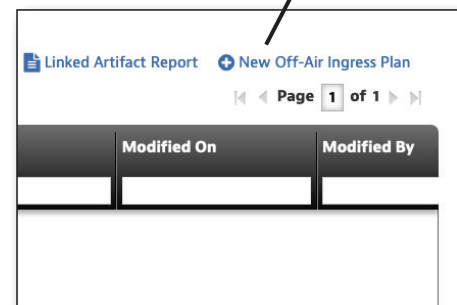 Linked Artifact Report New Off-Air Ingress Plan
Page 1 of 1
Modified On Modified By